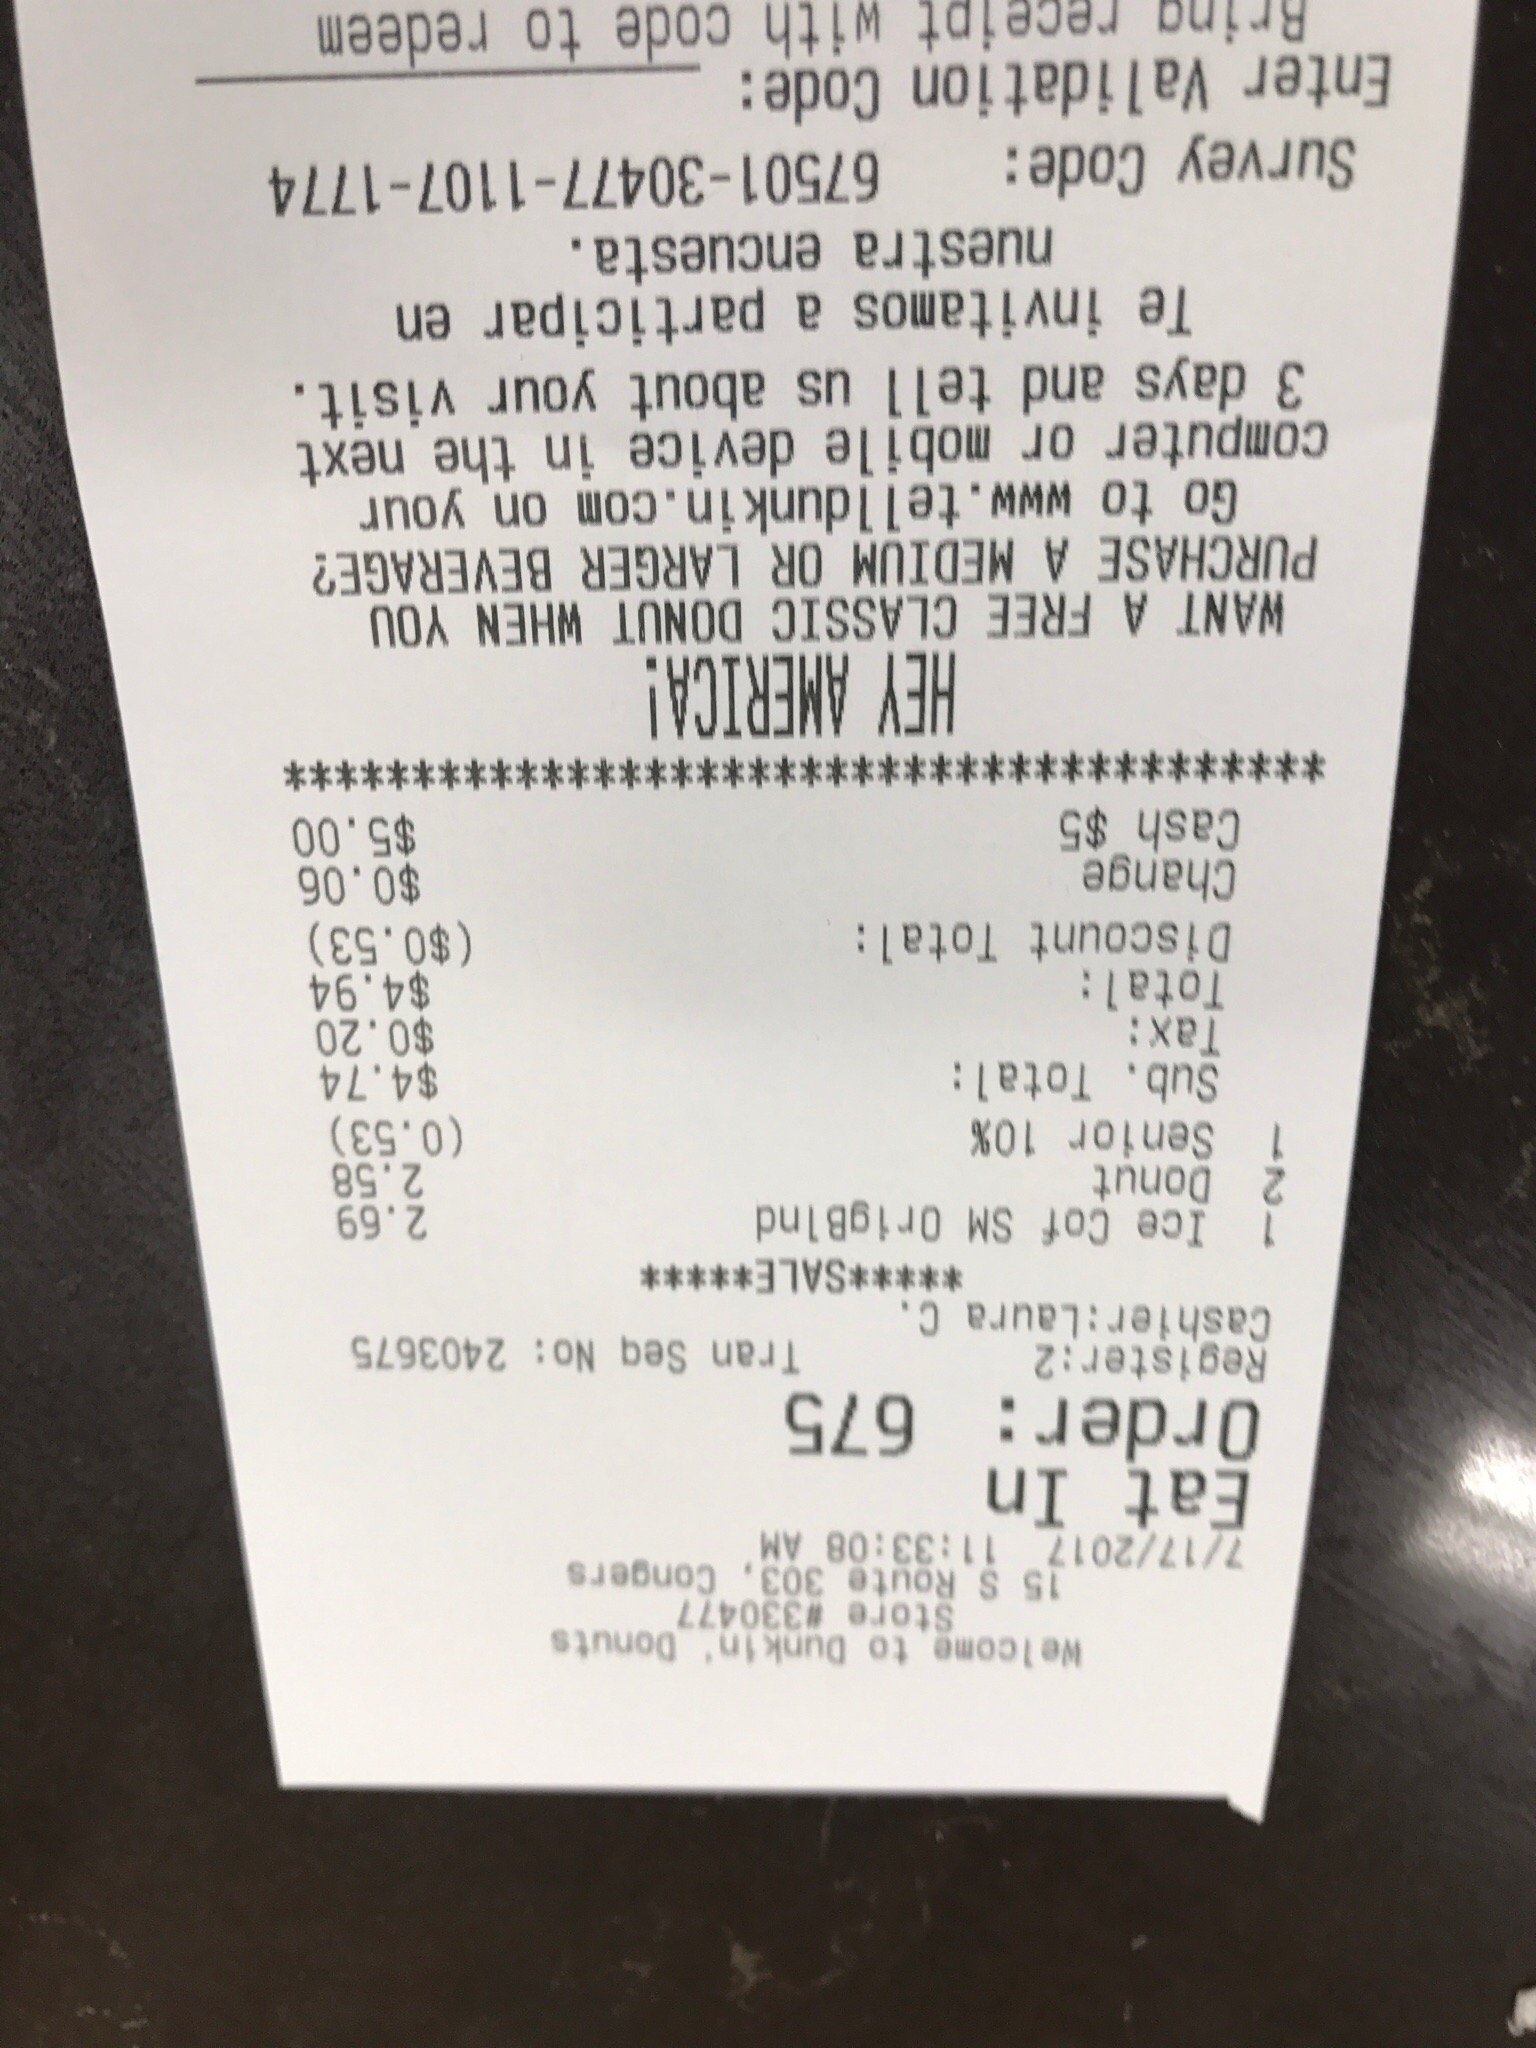 Welcome to Dunkin' Donuts
Store #330477
15 S Route 303, Congers
7/17/2017 11:33:08 AM
Eat In
Order: 675
Register:2 Tran Seq No: 2403675
Cashier:Laura C.
*****SALE******
1 Ice Cof SM OrigBlnd 2.69
2 Donut 2.58
1 Senior 10% (0.53)
Sub. Total: $4.74
Tax: $0.20
Total: $4.94
Discount Total: ($0.53)
Change $0.06
Cash $5 $5.00
****************************************
HEY AMERICA!
WANT A FREE CLASSIC DONUT WHEN YOU
PURCHASE A MEDIUM OR LARGER BEVERAGE?
Go to www.telldunkin.com on your
computer or mobile device in the next
3 days and tell us about your visit.
Te invitamos a participar en
nuestra encuesta.
Survey Code: 67501-30477-1107-1774
Enter Validation Code: ____________
Bring receipt with code to redeem